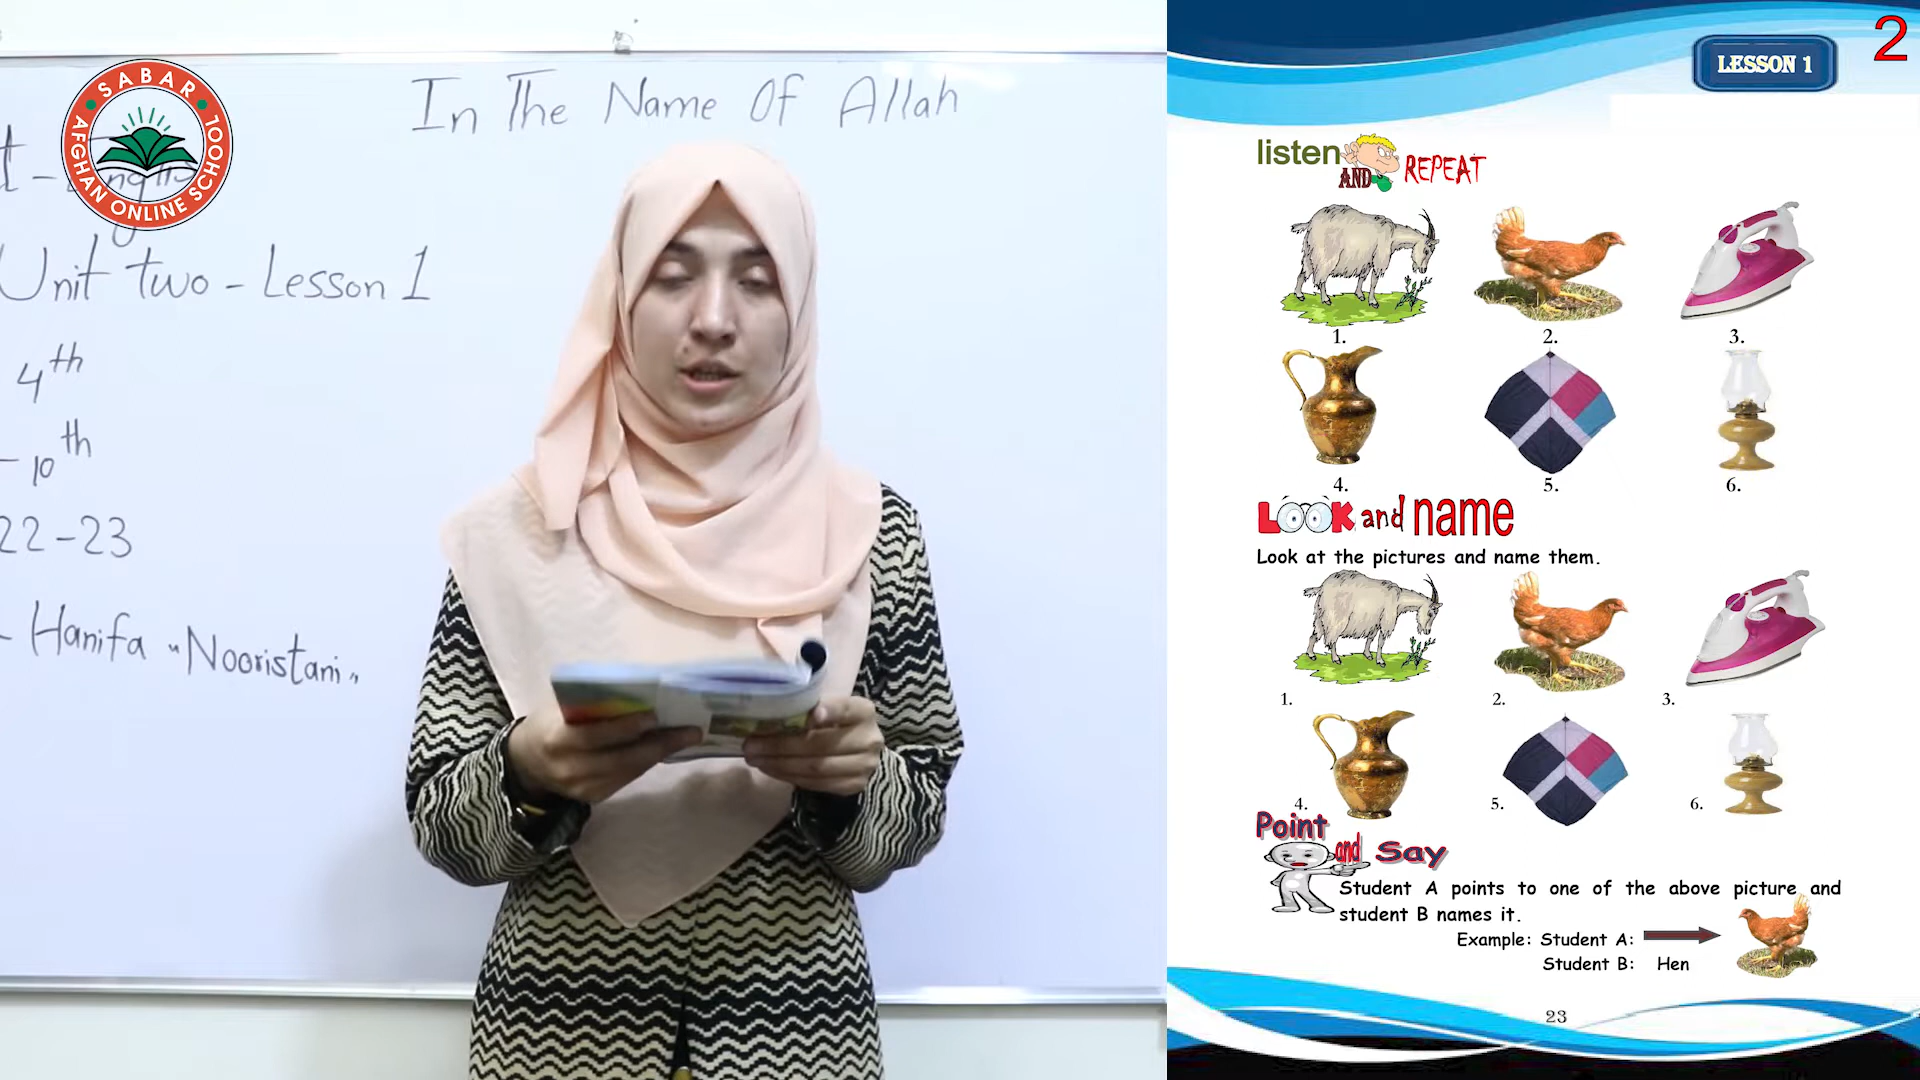 In The Name Of Allah
SABAR
AFGHAN ONLINE SCHOOL
t - English
Unit two - Lesson 1
4th
- 10th
22-23
- Hanifa "Nooristani"
2
LESSON 1
listen AND REPEAT
1. 2. 3.
4. 5. 6.
LOOK and name
Look at the pictures and name them.
1. 2. 3.
4. 5. 6.
Point and Say
Student A points to one of the above picture and
student B names it.
Example: Student A:
Student B: Hen
23